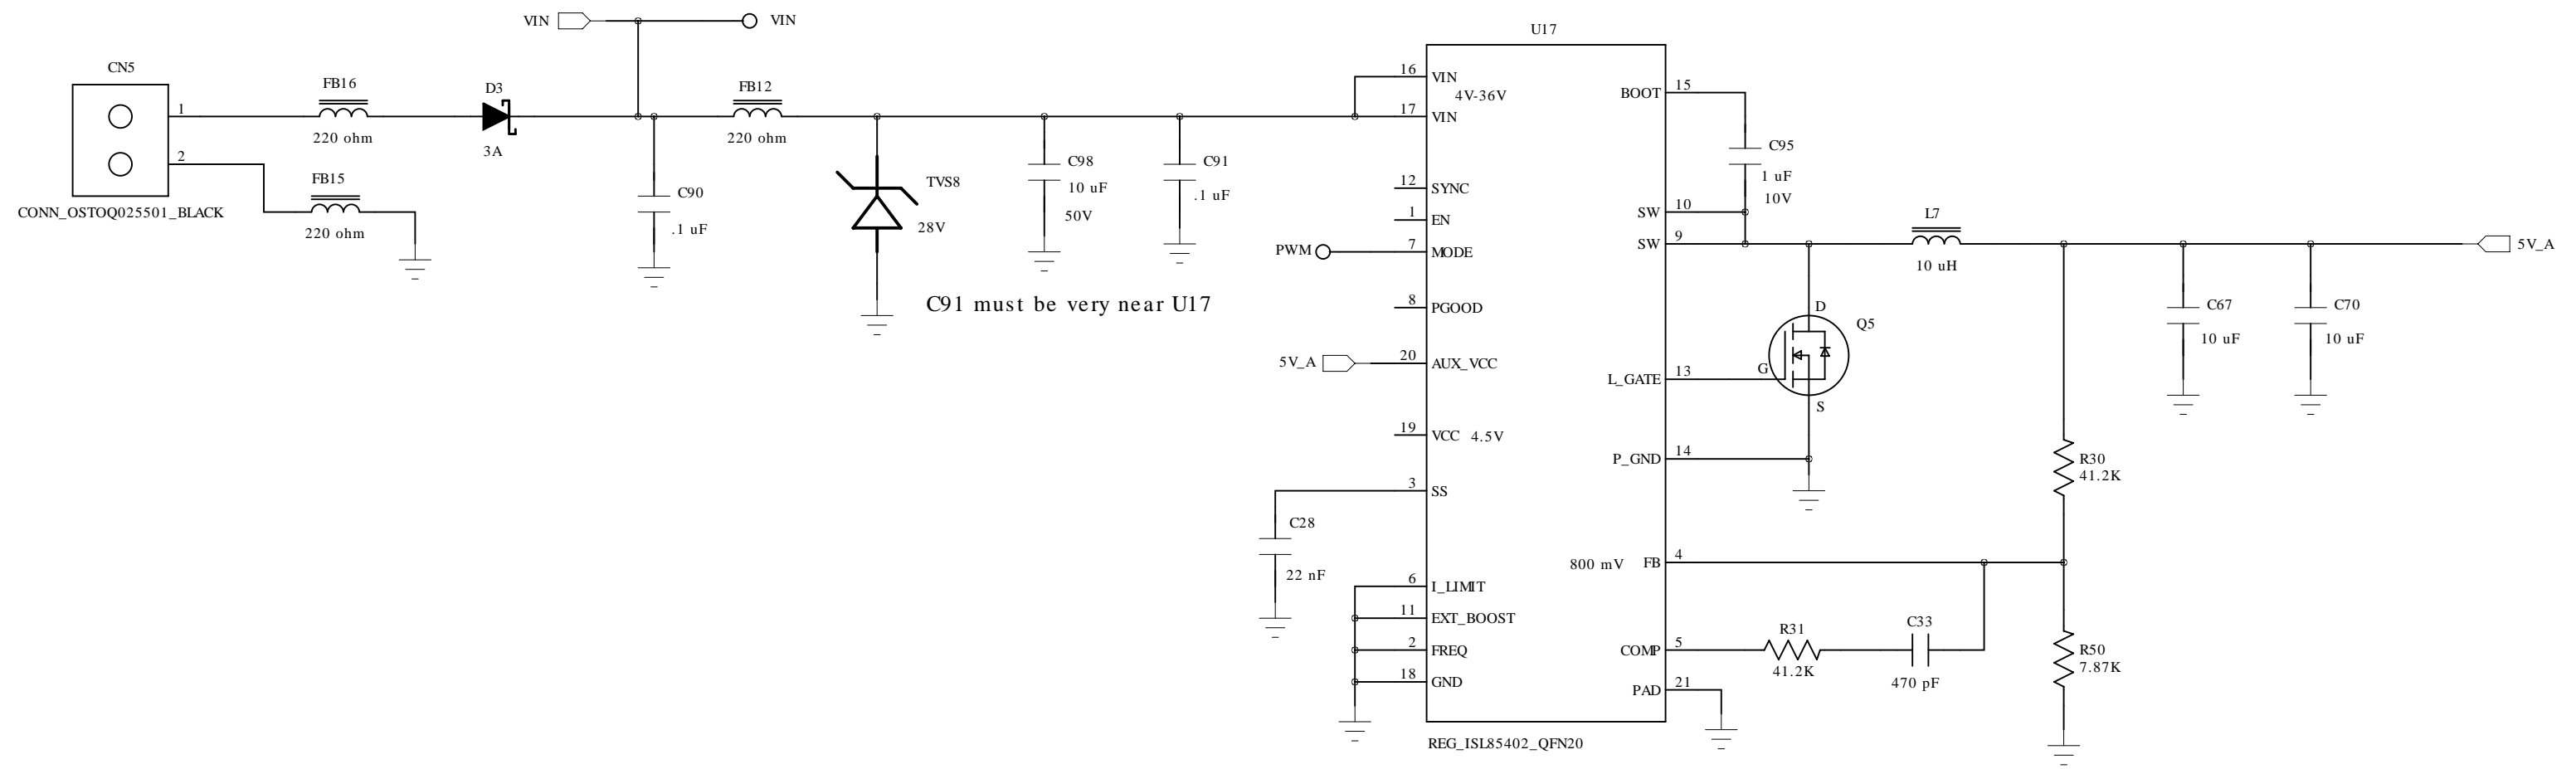 VIN
VIN
CN5
1
2
CONN_OSTOQ025501_BLACK
FB16
220 ohm
FB15
220 ohm
D3
3A
C90
.1 uF
FB12
220 ohm
TVS8
28V
C98
10 uF
50V
C91
.1 uF
C91 must be very near U17
U17
16 VIN
4V-36V
17 VIN
12 SYNC
1 EN
PWM 7 MODE
8 PGOOD
5V_A 20 AUX_VCC
19 VCC 4.5V
3 SS
C28
22 nF
6 I_LIMIT
11 EXT_BOOST
2 FREQ
18 GND
REG_ISL85402_QFN20
BOOT 15
C95
1 uF
10V
SW 10
SW 9
L7
10 uH
5V_A
D
Q5
G
S
L_GATE 13
P_GND 14
C67
10 uF
C70
10 uF
R30
41.2K
800 mV FB 4
COMP 5
R31
41.2K
C33
470 pF
R50
7.87K
PAD 21